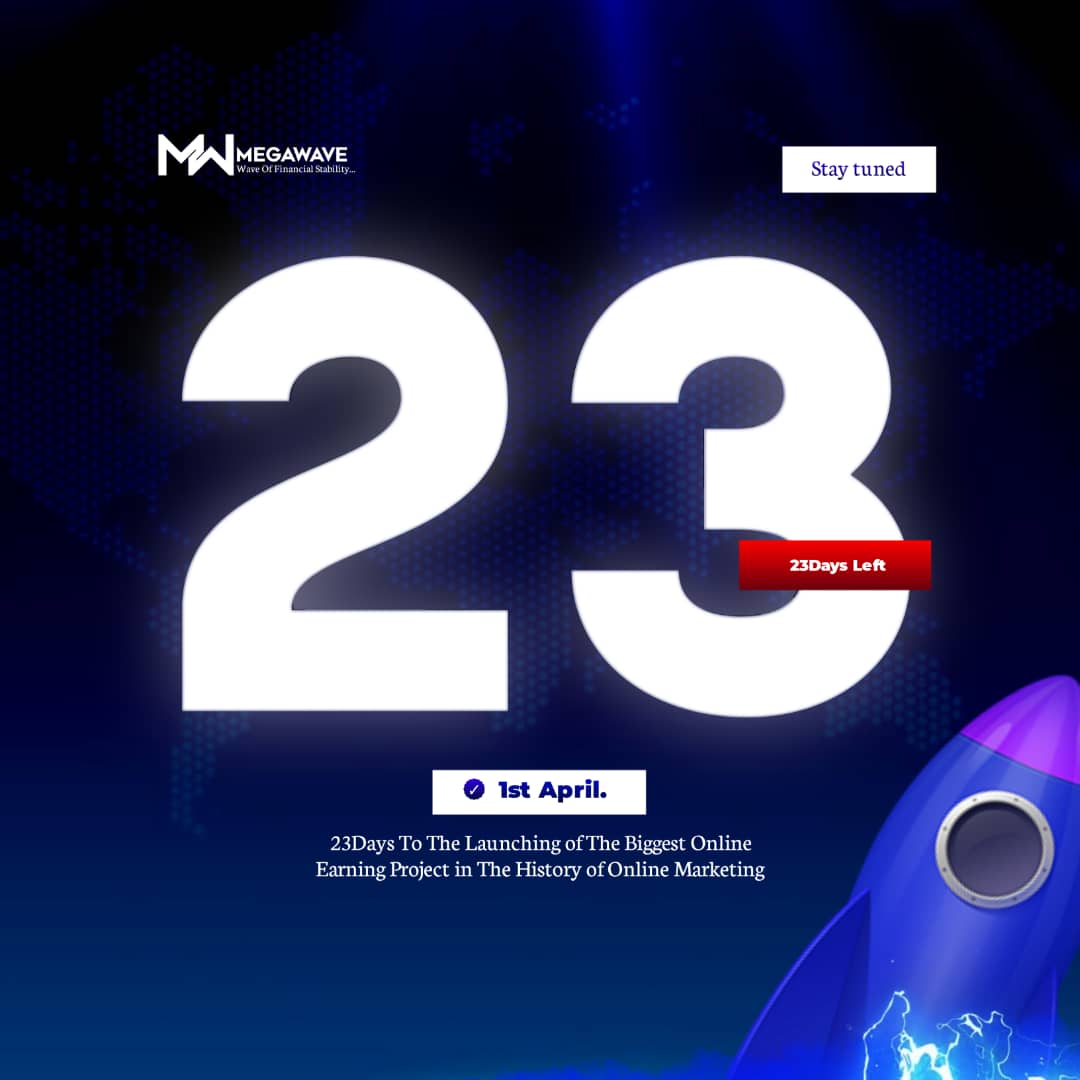 MW MEGAWAVE
Wave Of Financial Stability...
Stay tuned
23
23Days Left
1st April.
23Days To The Launching of The Biggest Online
Earning Project in The History of Online Marketing